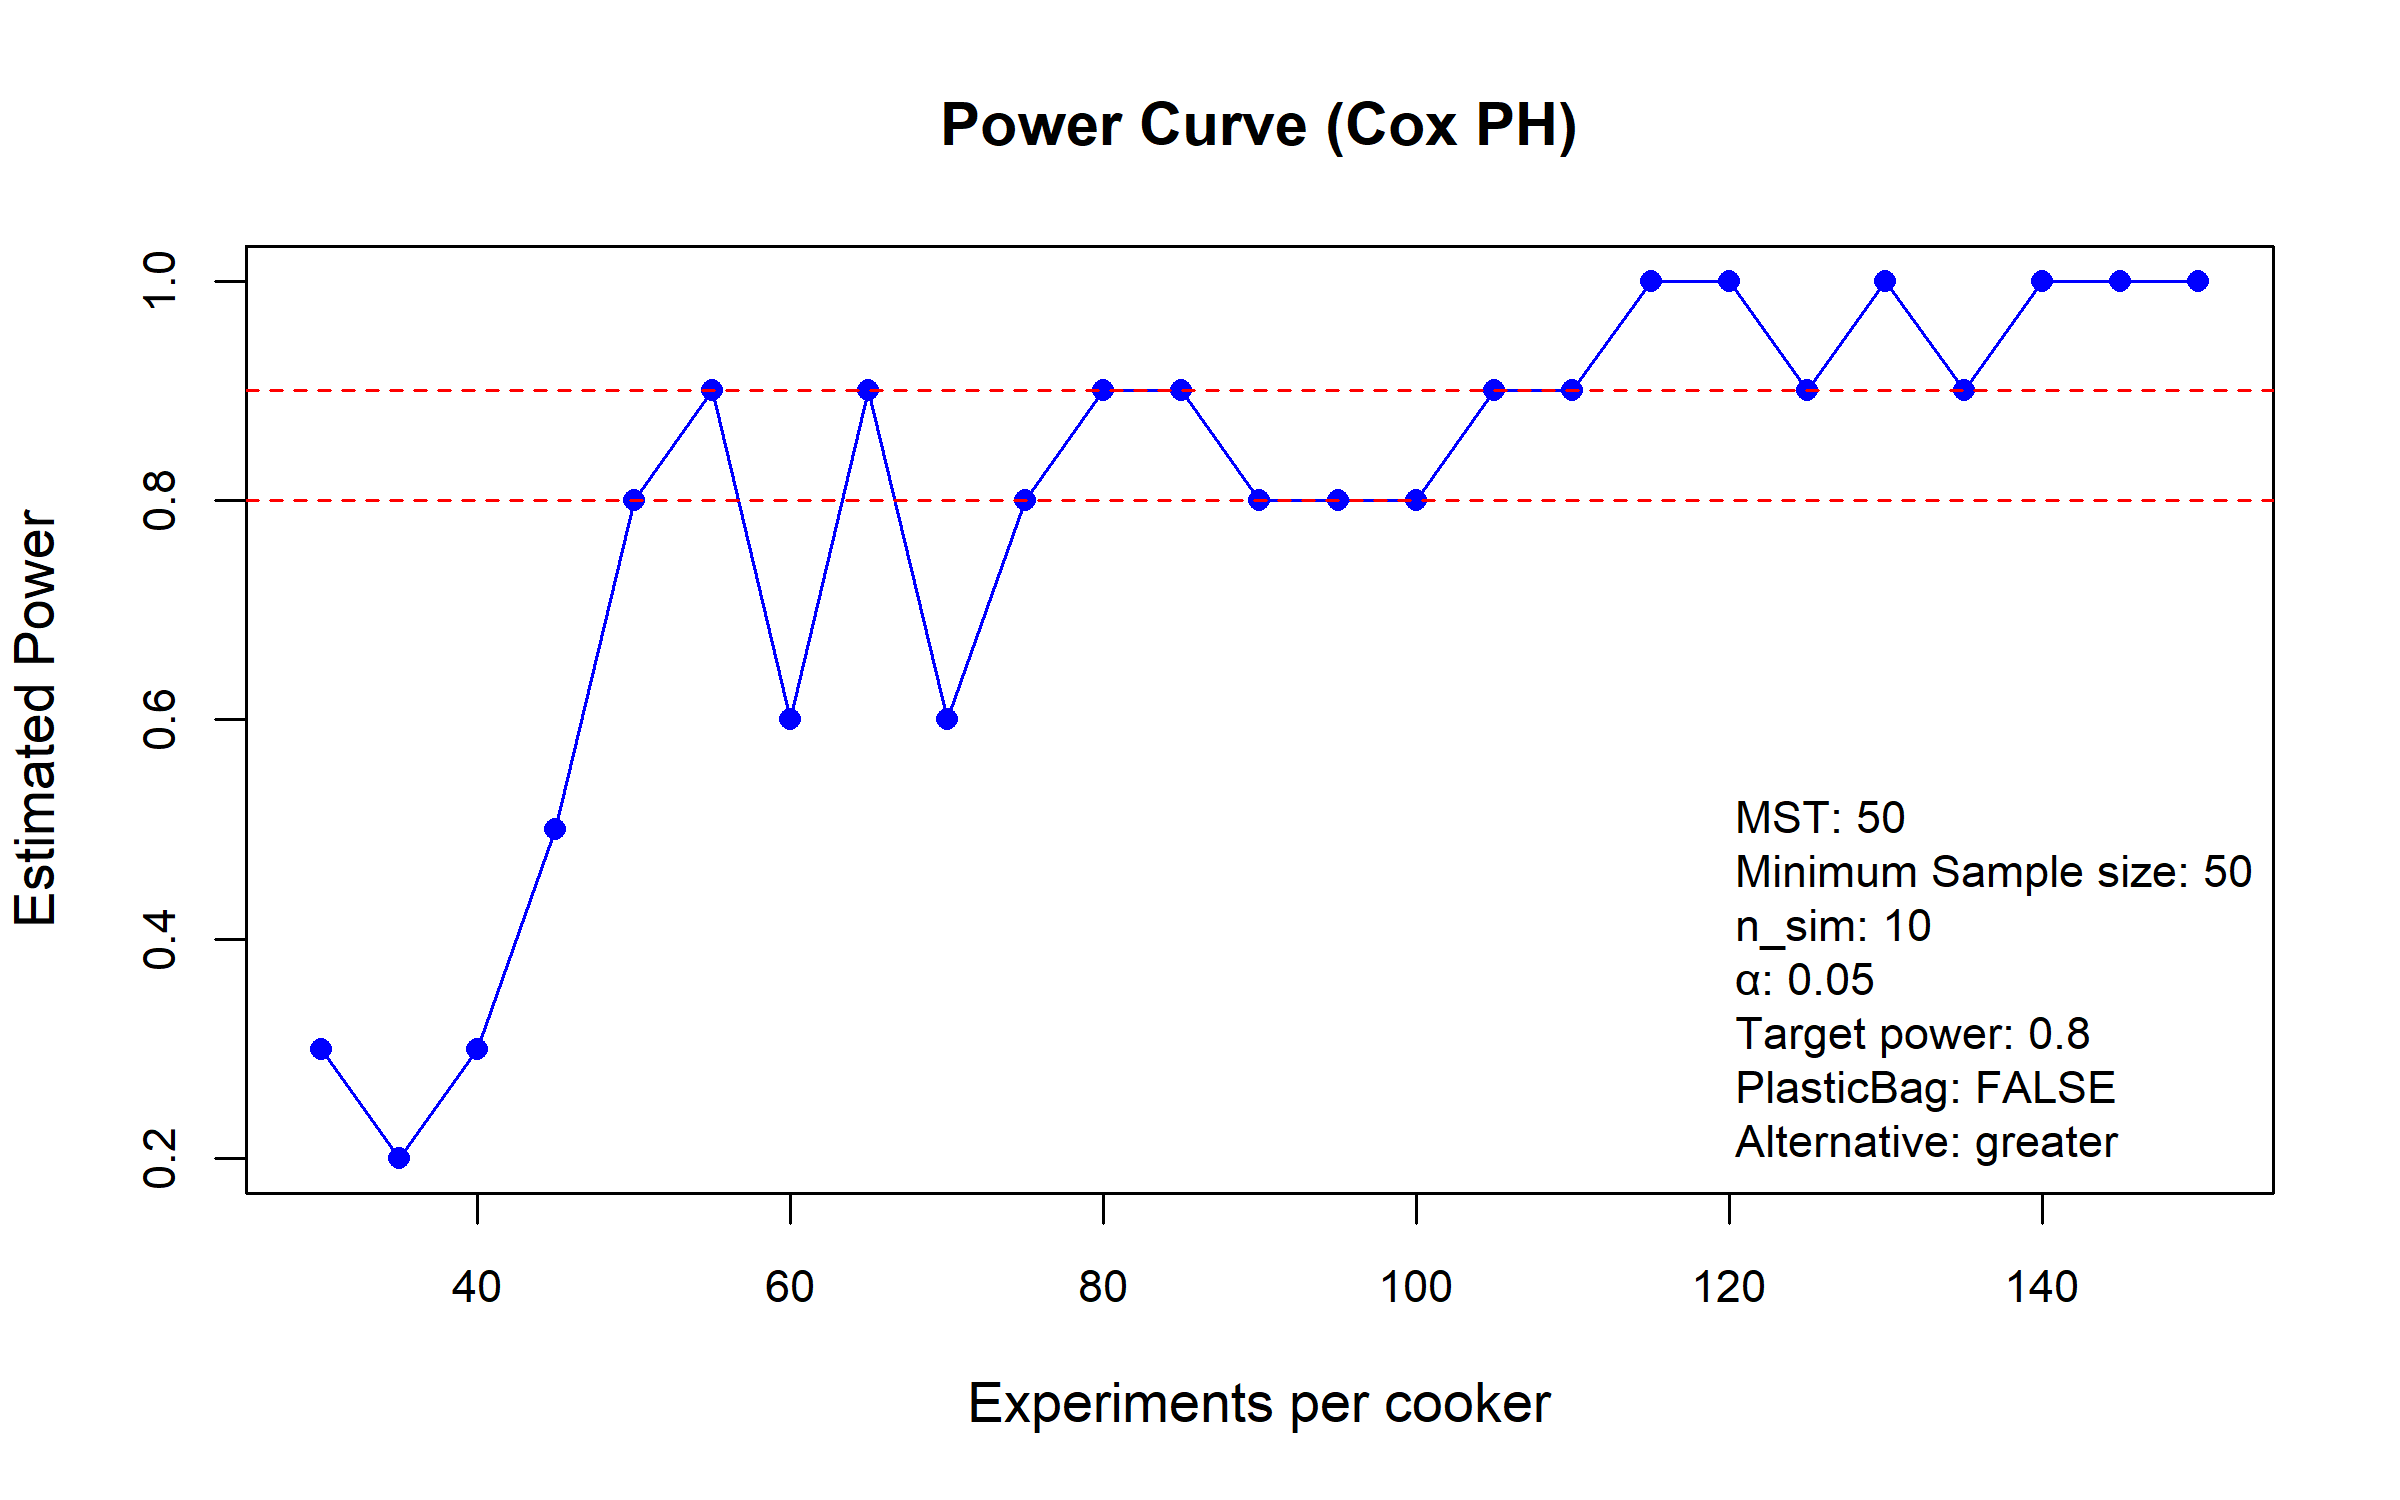 Power Curve (Cox PH)
Estimated Power
1.0
0.8
0.6
0.4
0.2
MST: 50
Minimum Sample size: 50
n_sim: 10
α: 0.05
Target power: 0.8
PlasticBag: FALSE
Alternative: greater
40 60 80 100 120 140
Experiments per cooker